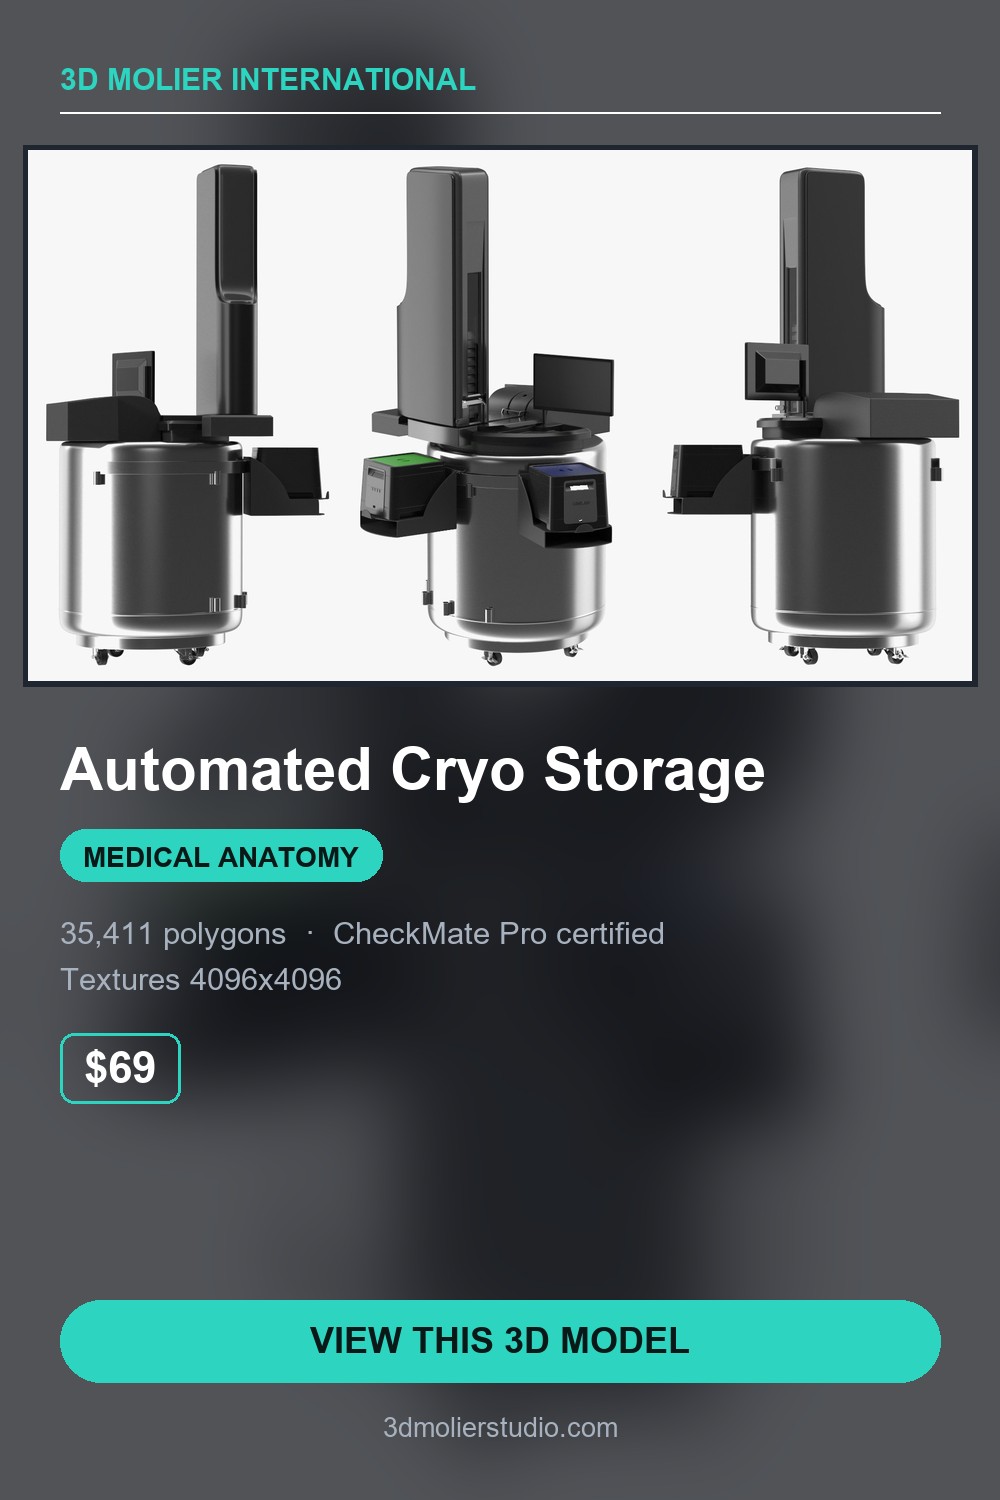 3D MOLIER INTERNATIONAL
Automated Cryo Storage
MEDICAL ANATOMY
35,411 polygons · CheckMate Pro certified
Textures 4096x4096
$69
VIEW THIS 3D MODEL
3dmolierstudio.com